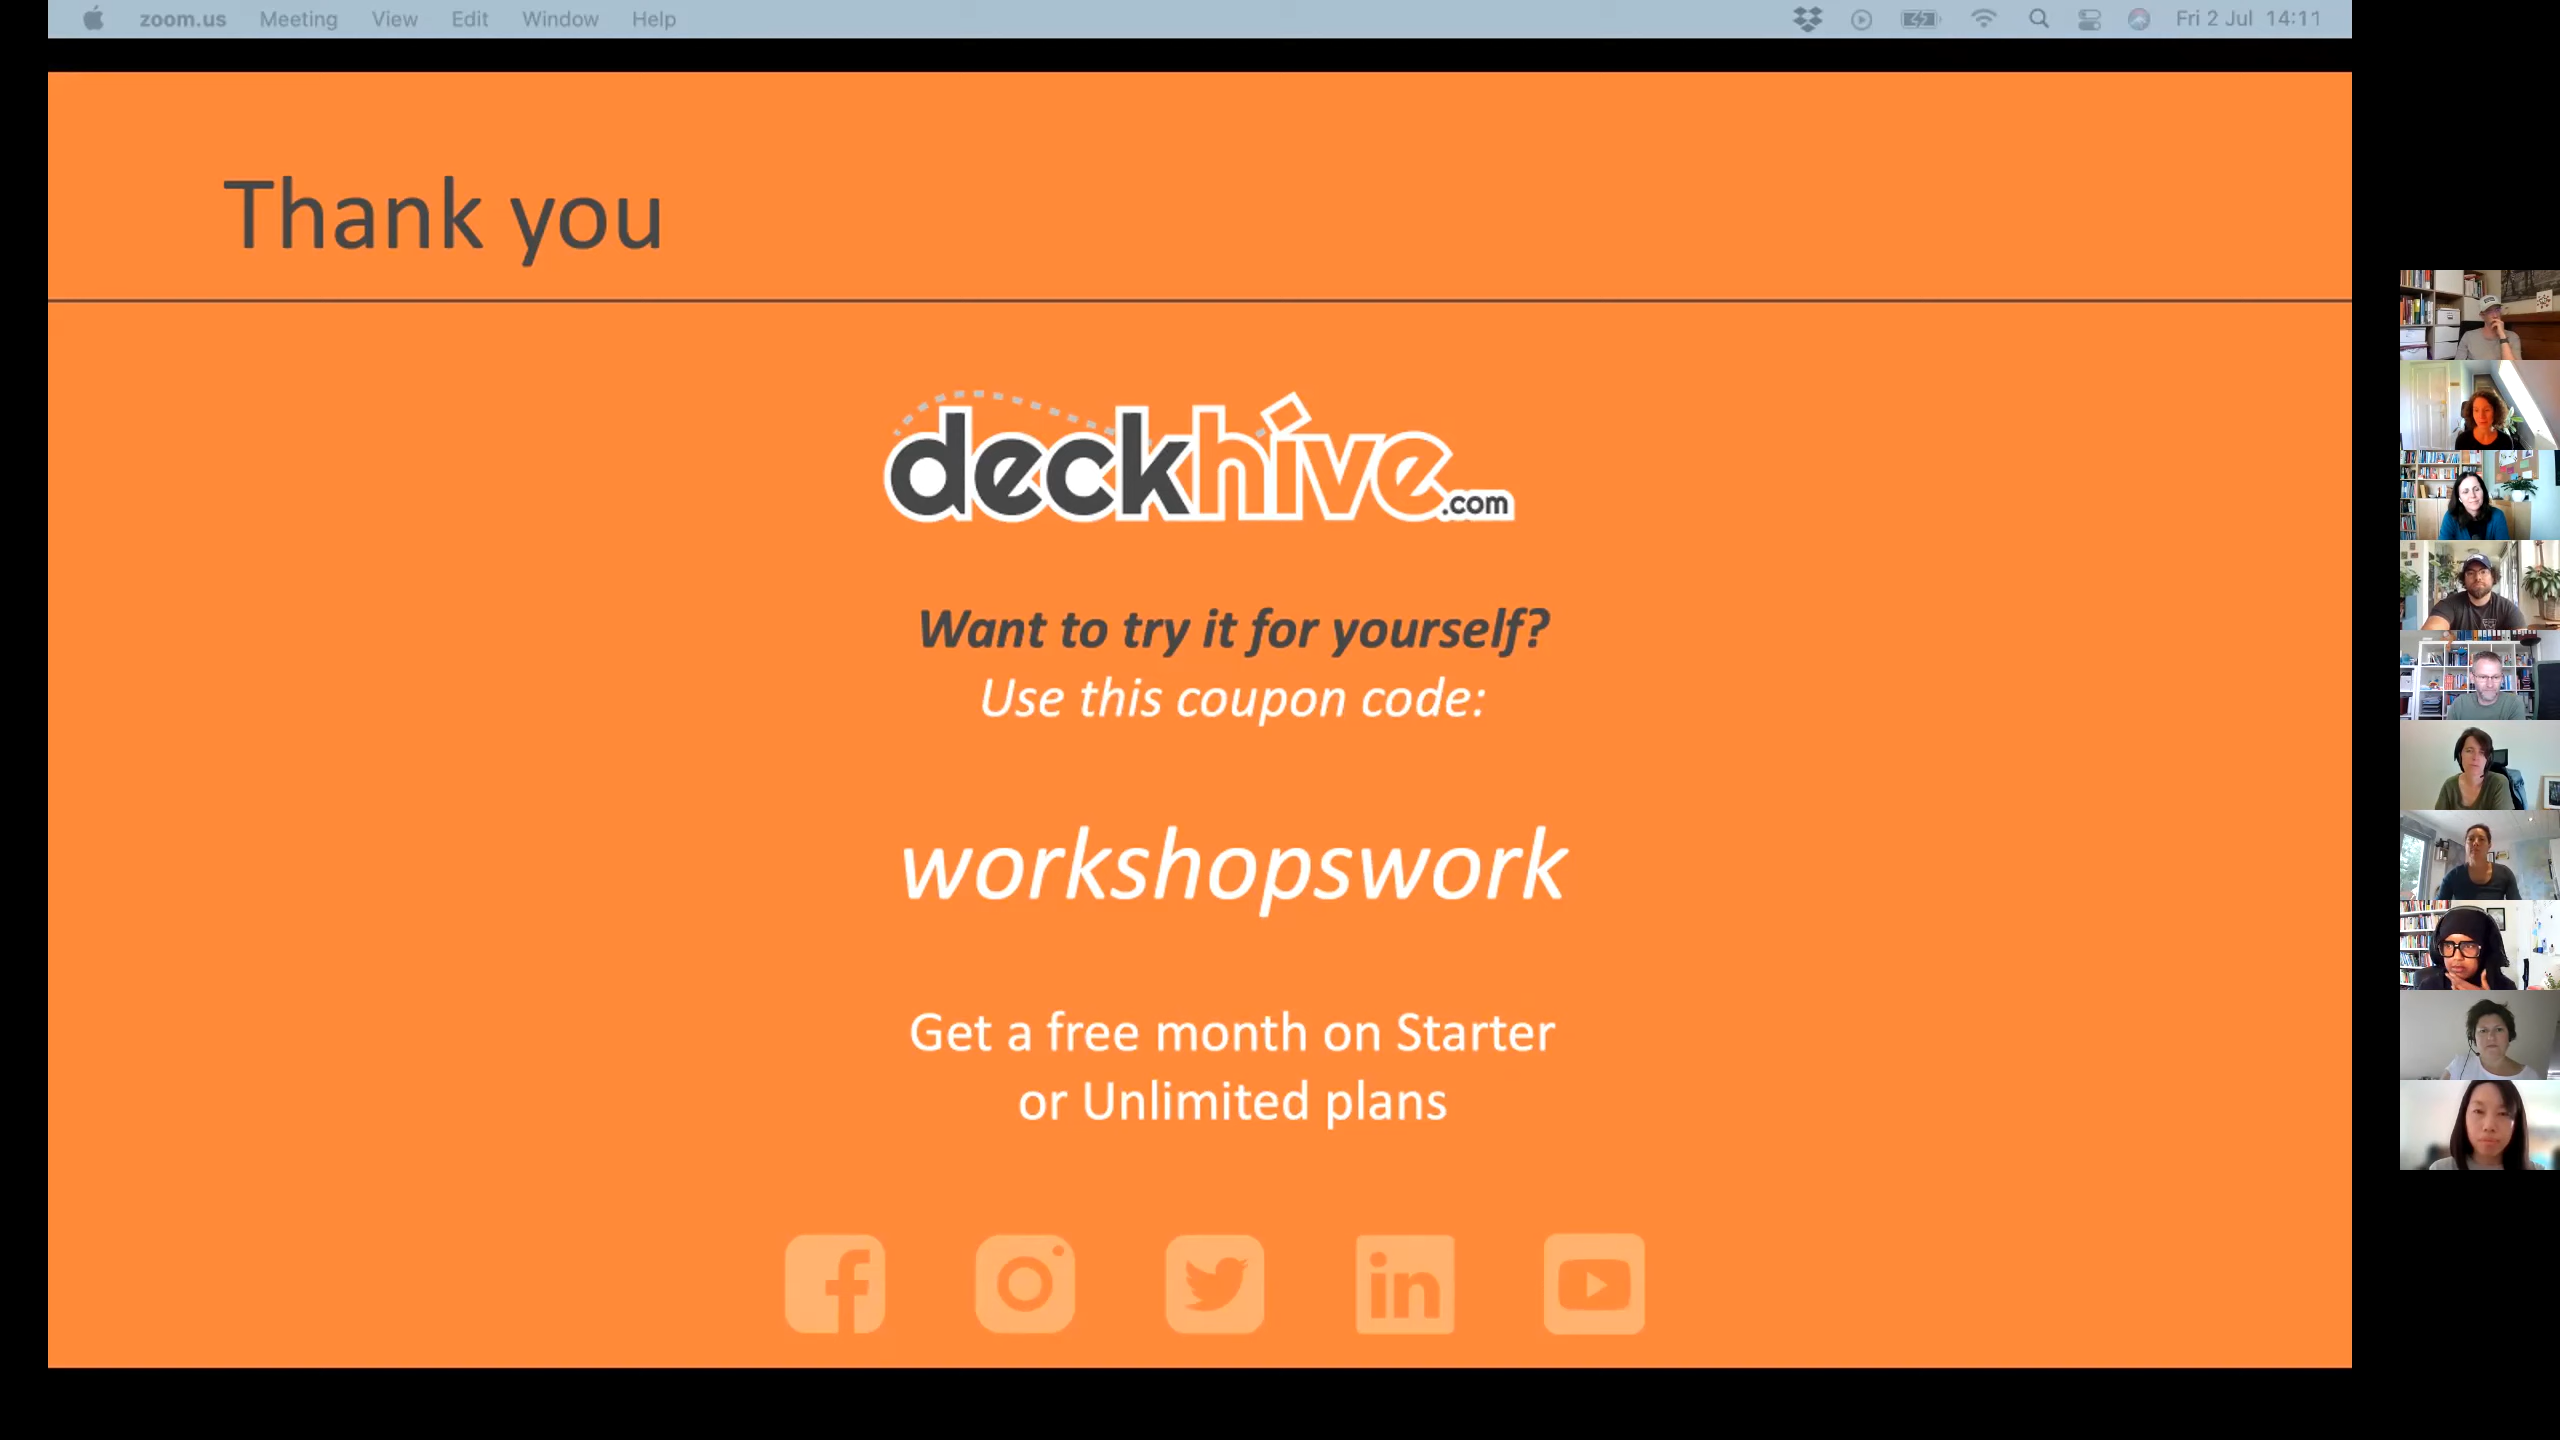 zoom.us Meeting View Edit Window Help Fri 2 Jul 14:11
Thank you
deckhive.com
Want to try it for yourself?
Use this coupon code:
workshopswork
Get a free month on Starter
or Unlimited plans